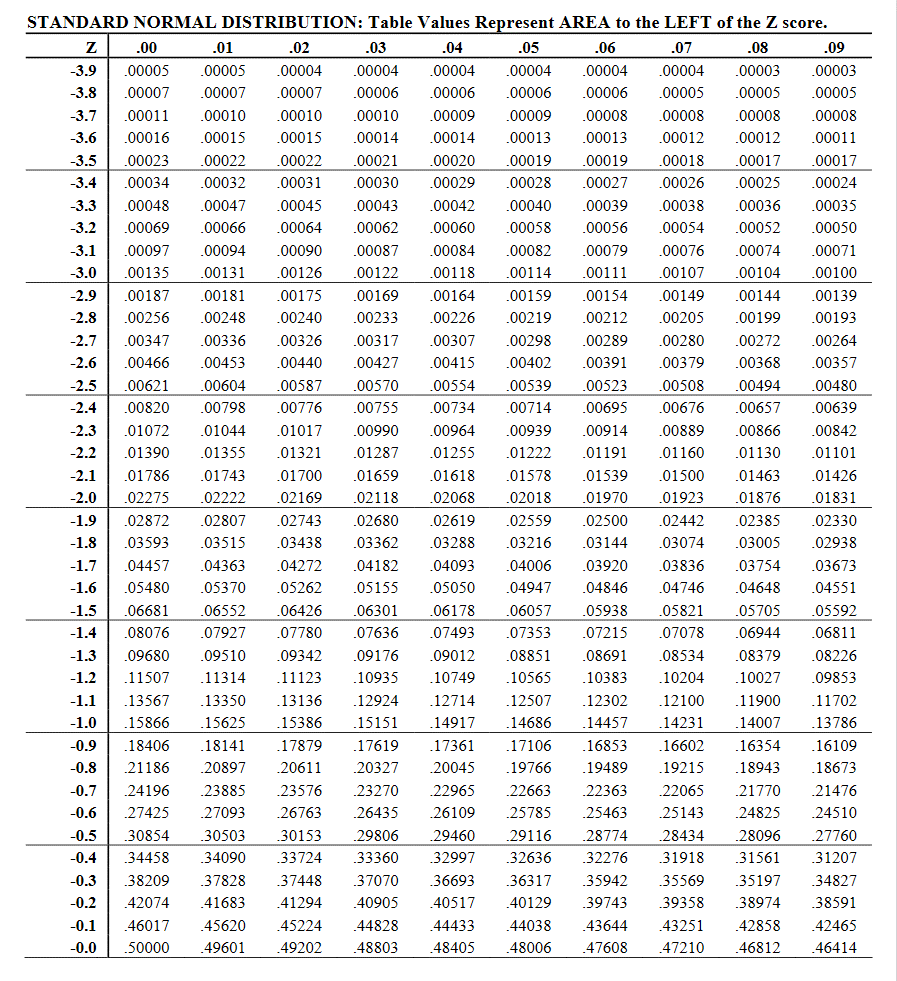 STANDARD NORMAL DISTRIBUTION: Table Values Represent AREA to the LEFT of the Z score.
Z .00 .01 .02 .03 .04 .05 .06 .07 .08 .09
-3.9 .00005 .00005 .00004 .00004 .00004 .00004 .00004 .00004 .00003 .00003
-3.8 .00007 .00007 .00007 .00006 .00006 .00006 .00006 .00005 .00005 .00005
-3.7 .00011 .00010 .00010 .00010 .00009 .00009 .00008 .00008 .00008 .00008
-3.6 .00016 .00015 .00015 .00014 .00014 .00013 .00013 .00012 .00012 .00011
-3.5 .00023 .00022 .00022 .00021 .00020 .00019 .00019 .00018 .00017 .00017
-3.4 .00034 .00032 .00031 .00030 .00029 .00028 .00027 .00026 .00025 .00024
-3.3 .00048 .00047 .00045 .00043 .00042 .00040 .00039 .00038 .00036 .00035
-3.2 .00069 .00066 .00064 .00062 .00060 .00058 .00056 .00054 .00052 .00050
-3.1 .00097 .00094 .00090 .00087 .00084 .00082 .00079 .00076 .00074 .00071
-3.0 .00135 .00131 .00126 .00122 .00118 .00114 .00111 .00107 .00104 .00100
-2.9 .00187 .00181 .00175 .00169 .00164 .00159 .00154 .00149 .00144 .00139
-2.8 .00256 .00248 .00240 .00233 .00226 .00219 .00212 .00205 .00199 .00193
-2.7 .00347 .00336 .00326 .00317 .00307 .00298 .00289 .00280 .00272 .00264
-2.6 .00466 .00453 .00440 .00427 .00415 .00402 .00391 .00379 .00368 .00357
-2.5 .00621 .00604 .00587 .00570 .00554 .00539 .00523 .00508 .00494 .00480
-2.4 .00820 .00798 .00776 .00755 .00734 .00714 .00695 .00676 .00657 .00639
-2.3 .01072 .01044 .01017 .00990 .00964 .00939 .00914 .00889 .00866 .00842
-2.2 .01390 .01355 .01321 .01287 .01255 .01222 .01191 .01160 .01130 .01101
-2.1 .01786 .01743 .01700 .01659 .01618 .01578 .01539 .01500 .01463 .01426
-2.0 .02275 .02222 .02169 .02118 .02068 .02018 .01970 .01923 .01876 .01831
-1.9 .02872 .02807 .02743 .02680 .02619 .02559 .02500 .02442 .02385 .02330
-1.8 .03593 .03515 .03438 .03362 .03288 .03216 .03144 .03074 .03005 .02938
-1.7 .04457 .04363 .04272 .04182 .04093 .04006 .03920 .03836 .03754 .03673
-1.6 .05480 .05370 .05262 .05155 .05050 .04947 .04846 .04746 .04648 .04551
-1.5 .06681 .06552 .06426 .06301 .06178 .06057 .05938 .05821 .05705 .05592
-1.4 .08076 .07927 .07780 .07636 .07493 .07353 .07215 .07078 .06944 .06811
-1.3 .09680 .09510 .09342 .09176 .09012 .08851 .08691 .08534 .08379 .08226
-1.2 .11507 .11314 .11123 .10935 .10749 .10565 .10383 .10204 .10027 .09853
-1.1 .13567 .13350 .13136 .12924 .12714 .12507 .12302 .12100 .11900 .11702
-1.0 .15866 .15625 .15386 .15151 .14917 .14686 .14457 .14231 .14007 .13786
-0.9 .18406 .18141 .17879 .17619 .17361 .17106 .16853 .16602 .16354 .16109
-0.8 .21186 .20897 .20611 .20327 .20045 .19766 .19489 .19215 .18943 .18673
-0.7 .24196 .23885 .23576 .23270 .22965 .22663 .22363 .22065 .21770 .21476
-0.6 .27425 .27093 .26763 .26435 .26109 .25785 .25463 .25143 .24825 .24510
-0.5 .30854 .30503 .30153 .29806 .29460 .29116 .28774 .28434 .28096 .27760
-0.4 .34458 .34090 .33724 .33360 .32997 .32636 .32276 .31918 .31561 .31207
-0.3 .38209 .37828 .37448 .37070 .36693 .36317 .35942 .35569 .35197 .34827
-0.2 .42074 .41683 .41294 .40905 .40517 .40129 .39743 .39358 .38974 .38591
-0.1 .46017 .45620 .45224 .44828 .44433 .44038 .43644 .43251 .42858 .42465
-0.0 .50000 .49601 .49202 .48803 .48405 .48006 .47608 .47210 .46812 .46414